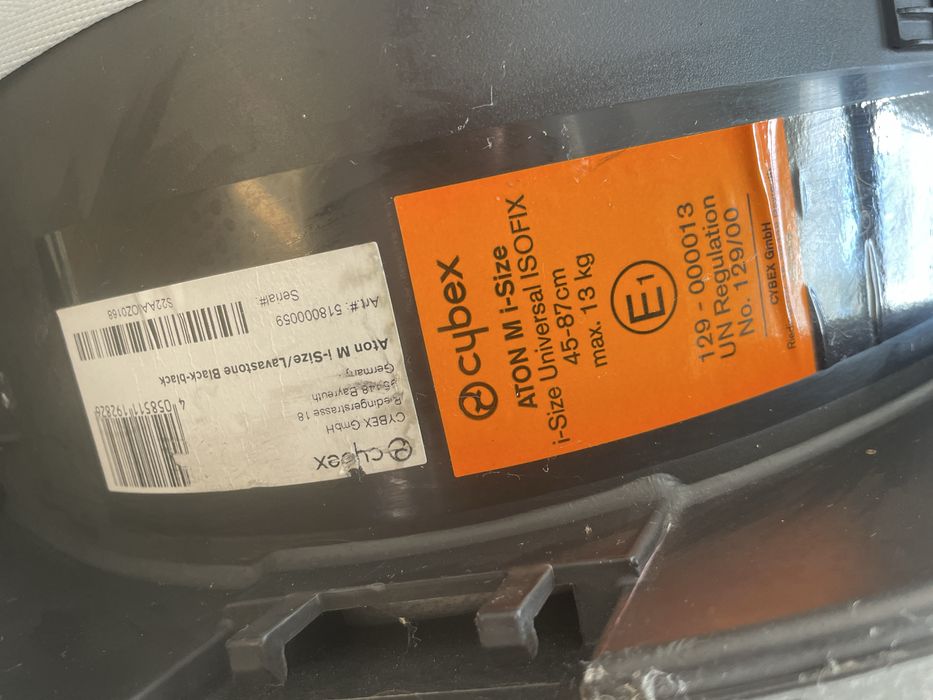 cybex
CYBEX GmbH
Riedingerstrasse 18
95448 Bayreuth
Germany
Aton M i-Size/Lavastone Black-black
4 058511
Art.#: 518000059
Serial#:
S22AAIOZ0168
cybex
ATON M i-Size
i-Size Universal ISOFIX
45-87cm
max. 13 kg
E1
129 - 000013
UN Regulation
No. 129/00
CYBEX GmbH